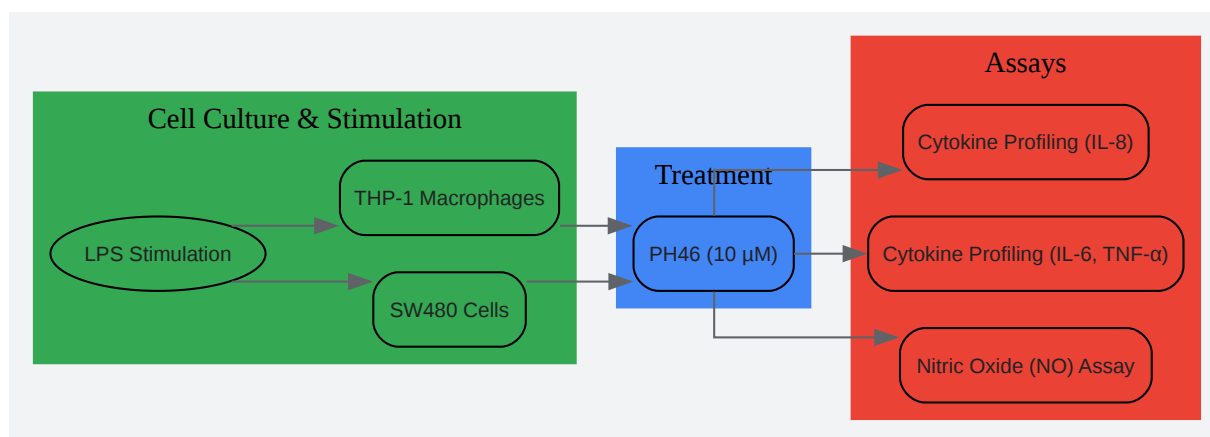 Cell Culture & Stimulation
LPS Stimulation
THP-1 Macrophages
SW480 Cells
Treatment
PH46 (10 µM)
Assays
Cytokine Profiling (IL-8)
Cytokine Profiling (IL-6, TNF-α)
Nitric Oxide (NO) Assay